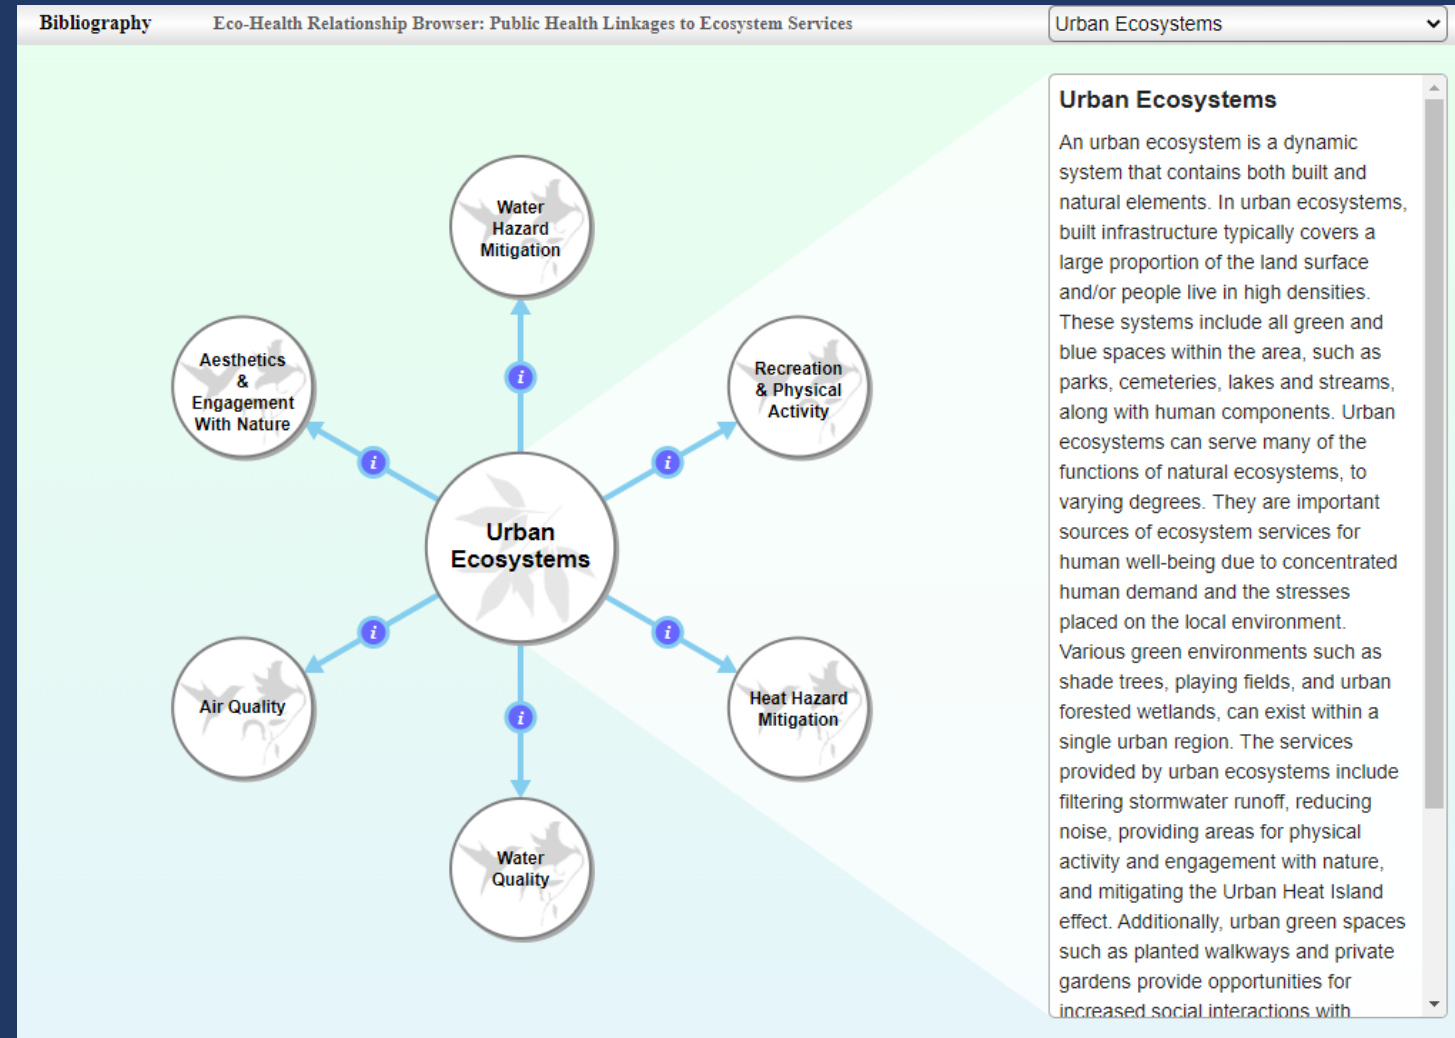 Bibliography
Eco-Health Relationship Browser: Public Health Linkages to Ecosystem Services
Urban Ecosystems
Water
Hazard
Mitigation
Aesthetics
&
Engagement
With Nature
Recreation
& Physical
Activity
i
i
i
Urban
Ecosystems
i
i
i
Air Quality
Heat Hazard
Mitigation
Water
Quality
Urban Ecosystems
An urban ecosystem is a dynamic
system that contains both built and
natural elements. In urban ecosystems,
built infrastructure typically covers a
large proportion of the land surface
and/or people live in high densities.
These systems include all green and
blue spaces within the area, such as
parks, cemeteries, lakes and streams,
along with human components. Urban
ecosystems can serve many of the
functions of natural ecosystems, to
varying degrees. They are important
sources of ecosystem services for
human well-being due to concentrated
human demand and the stresses
placed on the local environment.
Various green environments such as
shade trees, playing fields, and urban
forested wetlands, can exist within a
single urban region. The services
provided by urban ecosystems include
filtering stormwater runoff, reducing
noise, providing areas for physical
activity and engagement with nature,
and mitigating the Urban Heat Island
effect. Additionally, urban green spaces
such as planted walkways and private
gardens provide opportunities for
increased social interactions with